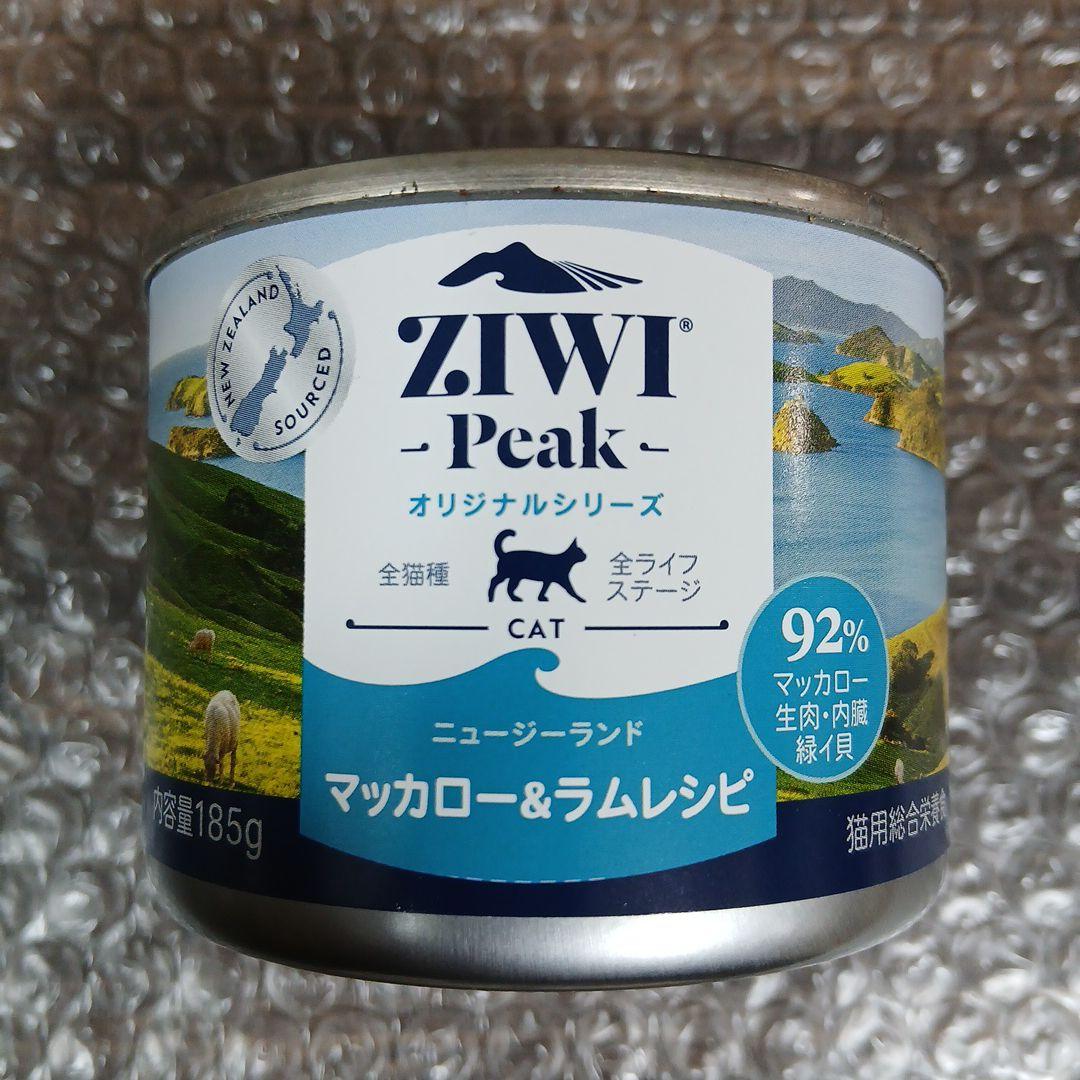 NEW ZEALAND
SOURCED
ZIWI®
Peak
オリジナルシリーズ
全猫種
全ライフ
ステージ
CAT
92%
マッカロー
生肉・内臓
緑イ貝
ニュージーランド
マッカロー&ラムレシピ
内容量185g
猫用総合栄養食